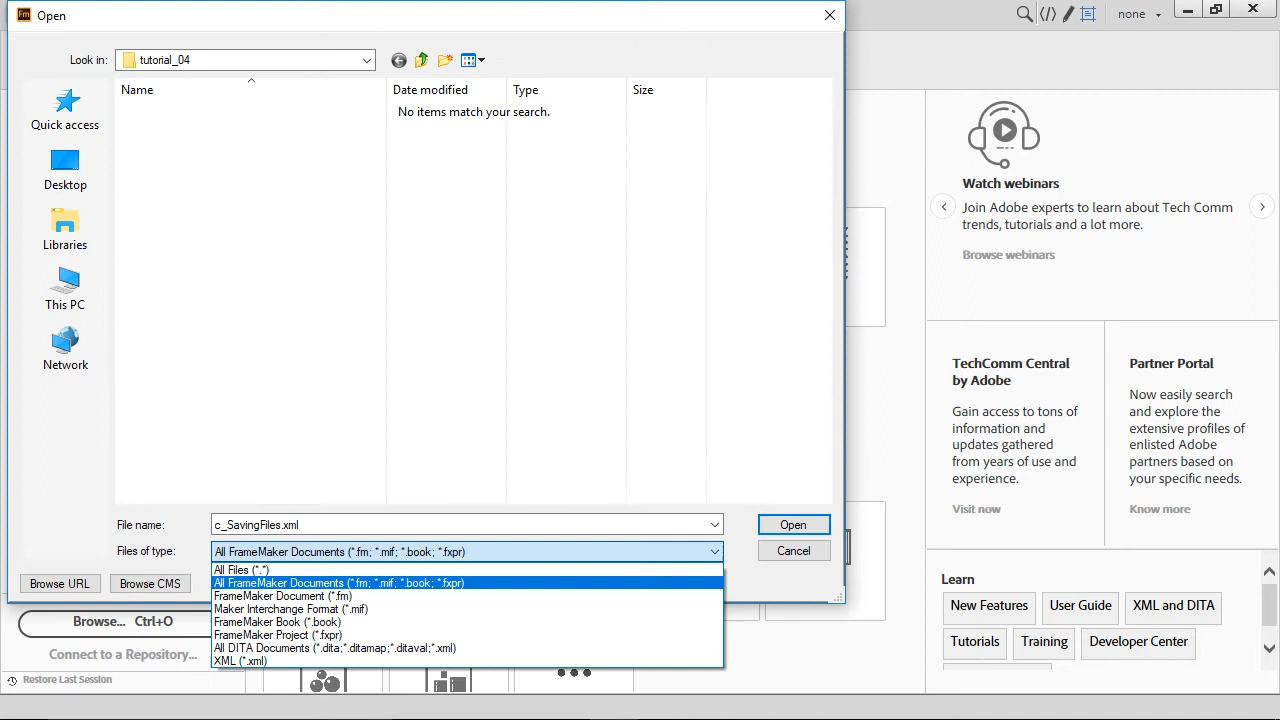 Fm Open
none
Look in: tutorial_04
Name Date modified Type Size
No items match your search.
Quick access
Desktop
Libraries
This PC
Network
File name: c_SavingFiles.xml Open
Files of type: All FrameMaker Documents (*.fm; *.mif; *.book; *.fxpr) Cancel
All Files (*.*)
All FrameMaker Documents (*.fm; *.mif; *.book; *.fxpr)
FrameMaker Document (*.fm)
Maker Interchange Format (*.mif)
FrameMaker Book (*.book)
FrameMaker Project (*.fxpr)
All DITA Documents (*.dita;*.ditamap;*.ditaval;*.xml)
XML (*.xml)
Browse URL Browse CMS
Browse... Ctrl+O
Connect to a Repository...
Restore Last Session
Watch webinars
Join Adobe experts to learn about Tech Comm
trends, tutorials and a lot more.
Browse webinars
TechComm Central
by Adobe
Gain access to tons of
information and
updates gathered
from years of use and
experience.
Visit now
Partner Portal
Now easily search
and explore the
extensive profiles of
enlisted Adobe
partners based on
your specific needs.
Know more
Learn
New Features User Guide XML and DITA
Tutorials Training Developer Center